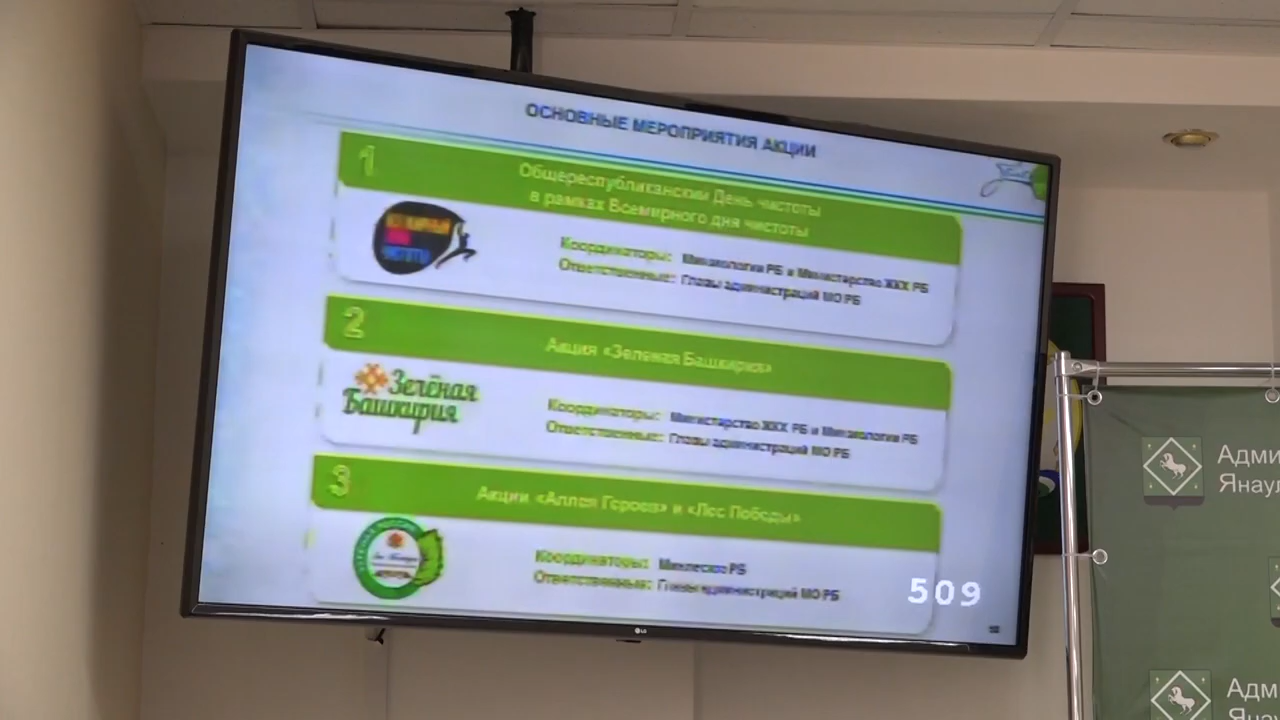 ОСНОВНЫЕ МЕРОПРИЯТИЯ АКЦИИ
1
Общереспубликанский День чистоты
в рамках Всемирного дня чистоты
Координаторы: Минэкологии РБ и Министерство ЖКХ РБ
Ответственные: Главы администраций МО РБ
2
Акция «Зеленая Башкирия»
Зелёная
Башкирия
Координаторы: Министерство ЖКХ РБ и Минэкологии РБ
Ответственные: Главы администраций МО РБ
3
Акции «Аллея Героев» и «Лес Победы»
Координаторы: Минлесхоз РБ
Ответственные: Главы администраций МО РБ
509
LG
Адми
Янаул
Адми